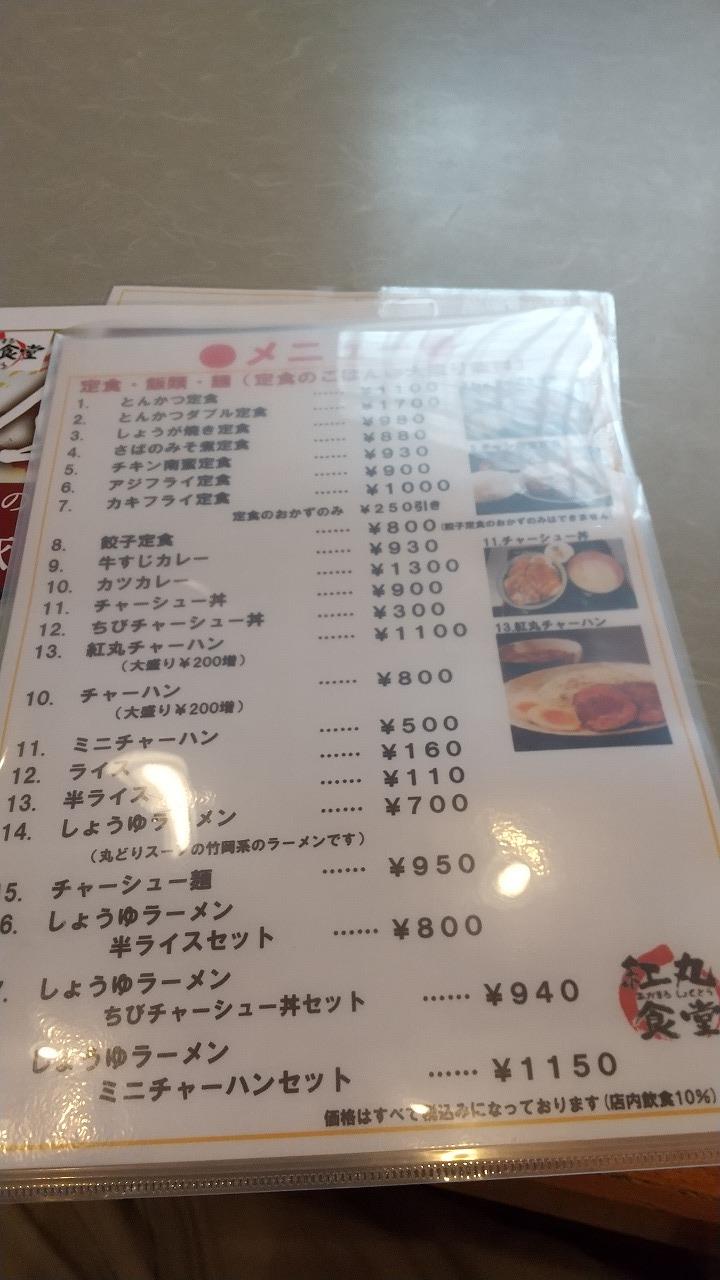 食堂
●メニュー
定食・飯類・麺(定食のごはん
1. とんかつ定食 …… ¥1100
2. とんかつダブル定食 …… ¥1700
3. しょうが焼き定食 …… ¥980
4. さばのみそ煮定食 …… ¥880
5. チキン南蛮定食 …… ¥930
6. アジフライ定食 …… ¥900
7. カキフライ定食 …… ¥1000
定食のおかずのみ ¥250引き
8. 餃子定食 …… ¥800(餃子定食のおかずのみはできません
9. 牛すじカレー ¥930
10. カツカレー …… ¥1300
11. チャーシュー丼 …… ¥900
12. ちびチャーシュー丼 …… ¥300
13. 紅丸チャーハン …… ¥1100
(大盛り¥200増)
10. チャーハン …… ¥800
(大盛り¥200増)
11. ミニチャーハン …… ¥500
12. ライス …… ¥160
13. 半ライス …… ¥110
14. しょうゆラーメン …… ¥700
(丸どりスープの竹岡系のラーメンです)
5. チャーシュー麺 …… ¥950
6. しょうゆラーメン
半ライスセット …… ¥800
しょうゆラーメン
ちびチャーシュー丼セット …… ¥940
しょうゆラーメン
ミニチャーハンセット …… ¥1150
価格はすべて税込みになっております(店内飲食10%)
11.チャーシュー丼
13.紅丸チャーハン
紅丸
食堂